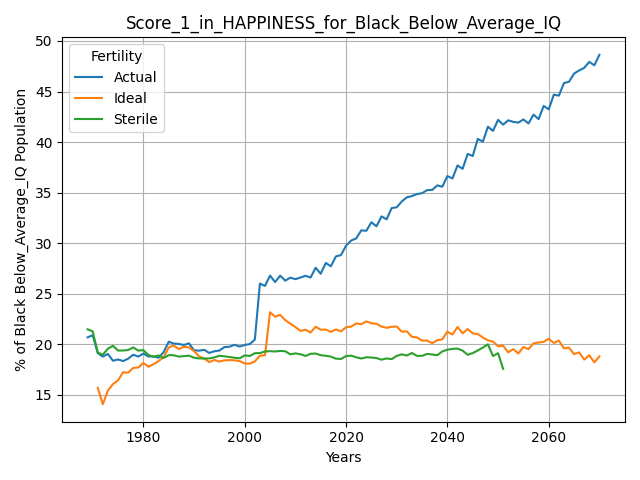 Score_1_in_HAPPINESS_for_Black_Below_Average_IQ
% of Black Below_Average_IQ Population
50
45
40
35
30
25
20
15
Fertility
Actual
Ideal
Sterile
1980
2000
2020
2040
2060
Years